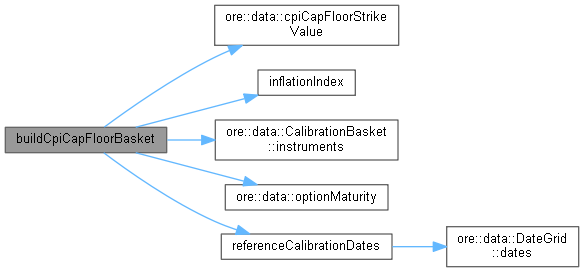 ore::data::cpiCapFloorStrike
Value
inflationIndex
buildCpiCapFloorBasket
ore::data::CalibrationBasket
::instruments
ore::data::optionMaturity
referenceCalibrationDates
ore::data::DateGrid
::dates